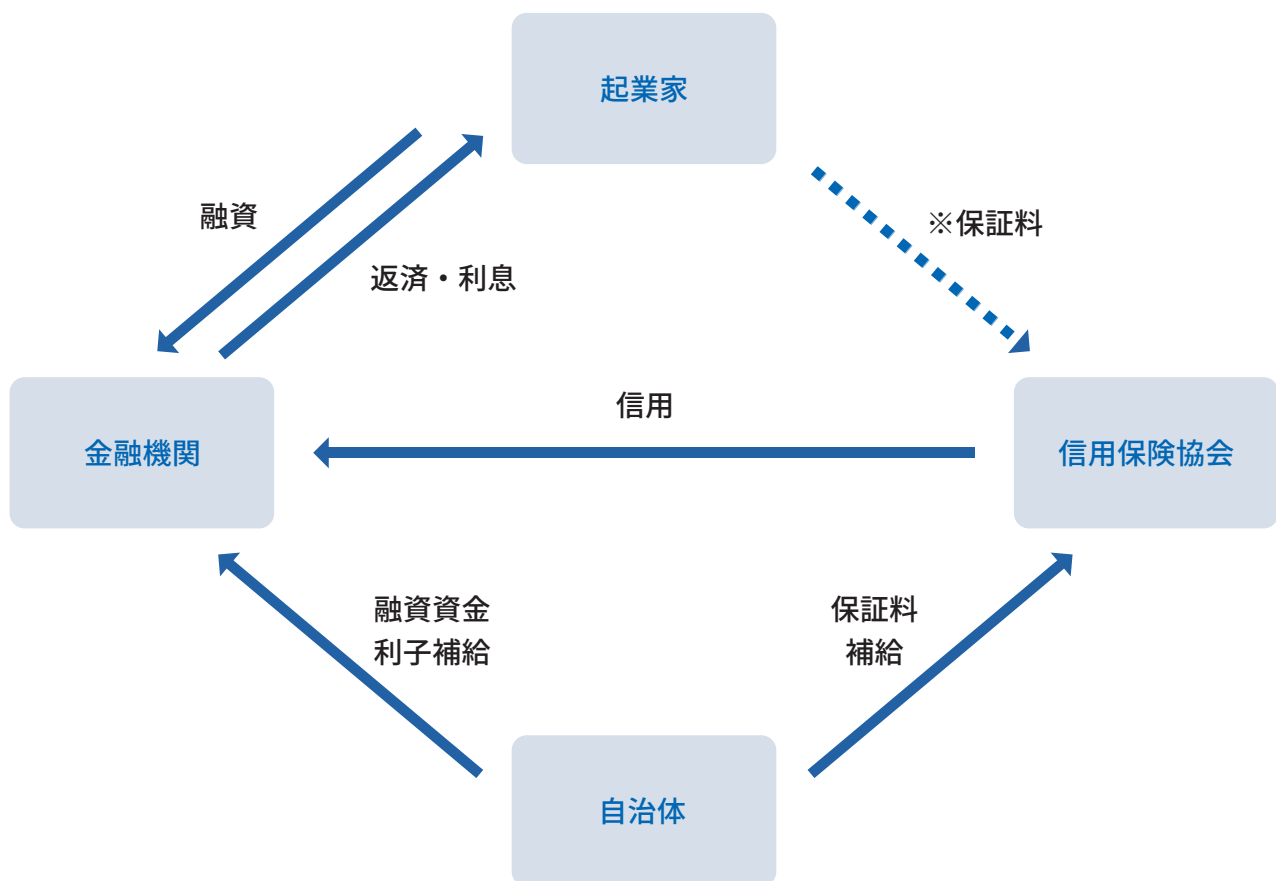 起業家
融資
※保証料
返済・利息
信用
金融機関
信用保険協会
融資資金
利子補給
保証料
補給
自治体